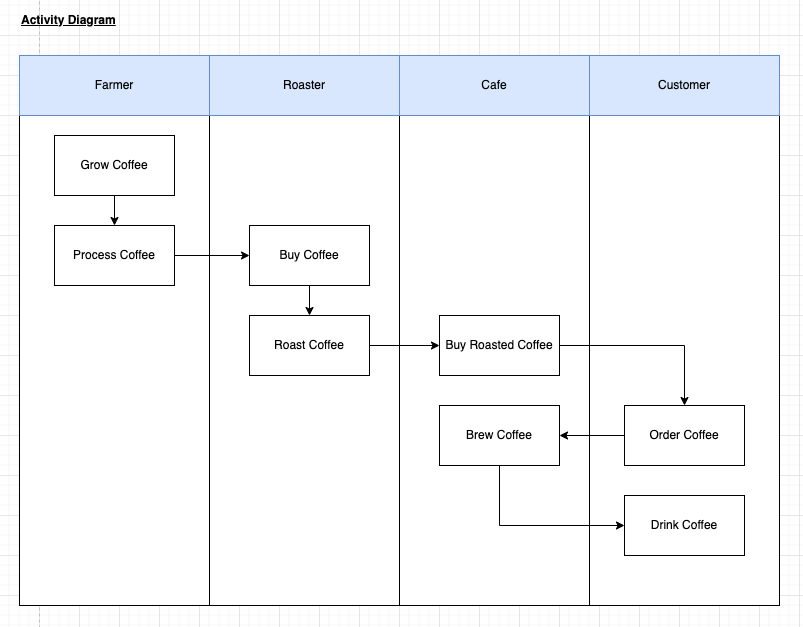 Activity Diagram
Farmer
Roaster
Cafe
Customer
Grow Coffee
Process Coffee
Buy Coffee
Roast Coffee
Buy Roasted Coffee
Brew Coffee
Order Coffee
Drink Coffee